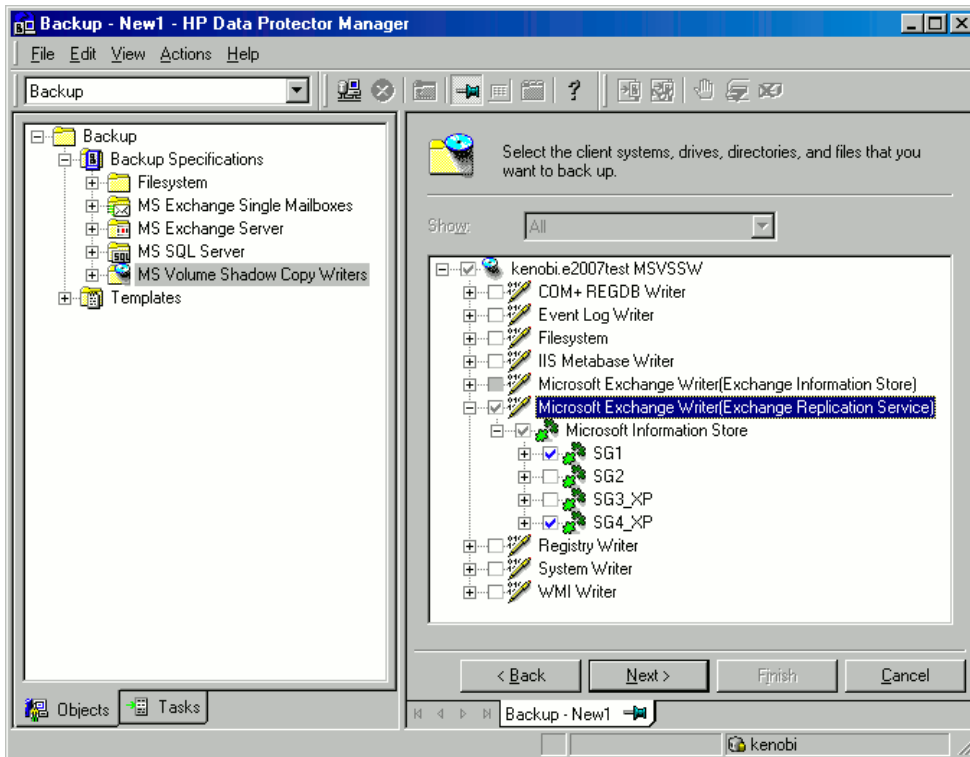 Backup - New1 - HP Data Protector Manager
File Edit View Actions Help
Backup
Backup
Backup Specifications
Filesystem
MS Exchange Single Mailboxes
MS Exchange Server
MS SQL Server
MS Volume Shadow Copy Writers
Templates
Objects
Tasks
Select the client systems, drives, directories, and files that you
want to back up.
Show: All
kenobi.e2007test MSVSSW
COM+ REGDB Writer
Event Log Writer
Filesystem
IIS Metabase Writer
Microsoft Exchange Writer(Exchange Information Store)
Microsoft Exchange Writer(Exchange Replication Service)
Microsoft Information Store
SG1
SG2
SG3_XP
SG4_XP
Registry Writer
System Writer
WMI Writer
< Back Next > Finish Cancel
Backup - New1
kenobi